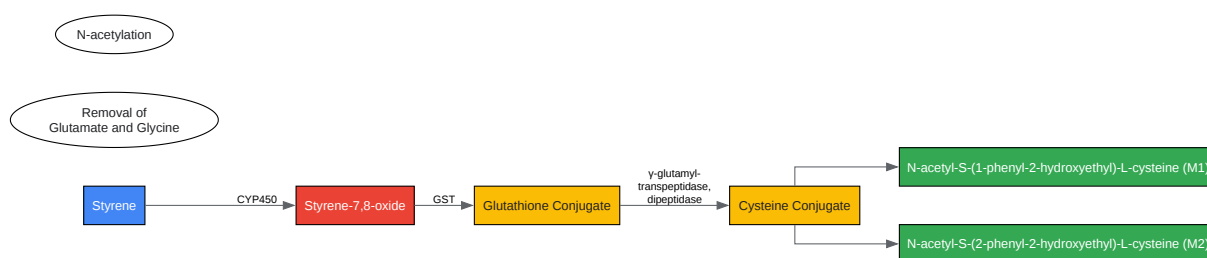 N-acetylation
Removal of
Glutamate and Glycine
Styrene
CYP450
Styrene-7,8-oxide
GST
Glutathione Conjugate
γ-glutamyl-
transpeptidase,
dipeptidase
Cysteine Conjugate
N-acetyl-S-(1-phenyl-2-hydroxyethyl)-L-cysteine (M1)
N-acetyl-S-(2-phenyl-2-hydroxyethyl)-L-cysteine (M2)